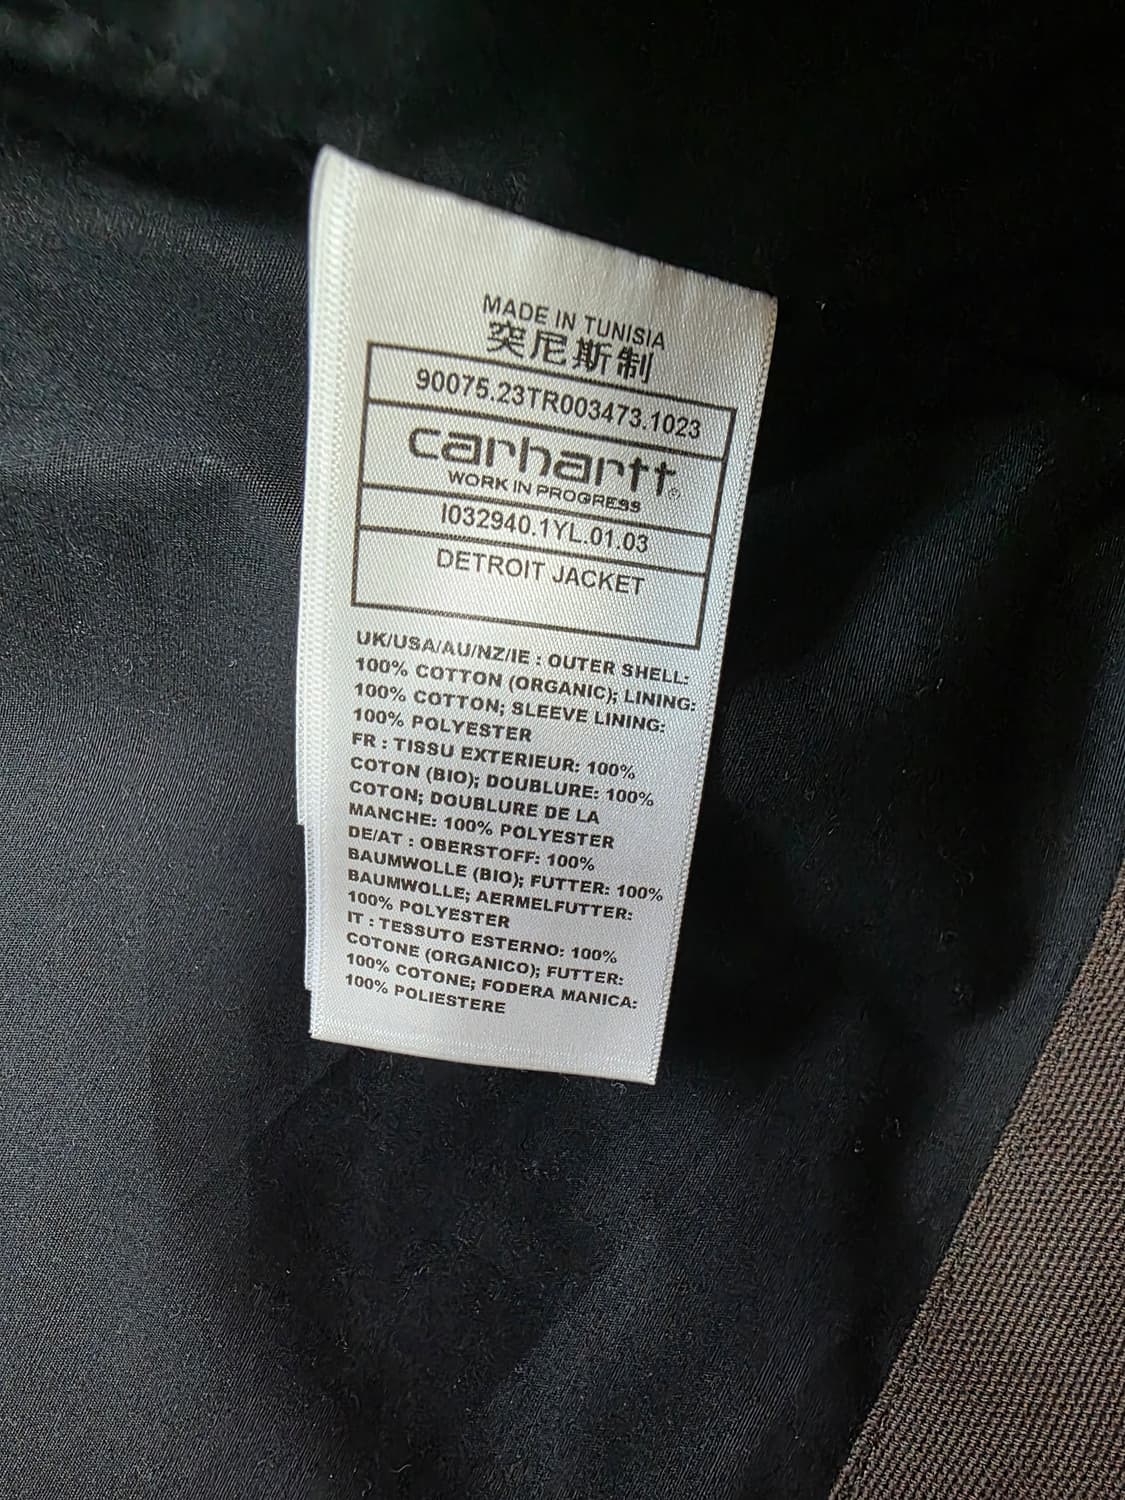 MADE IN TUNISIA
突尼斯制
90075.23TR003473.1023
carhartt®
WORK IN PROGRESS
I032940.1YL.01.03
DETROIT JACKET
UK/USA/AU/NZ/IE : OUTER SHELL:
100% COTTON (ORGANIC); LINING:
100% COTTON; SLEEVE LINING:
100% POLYESTER
FR : TISSU EXTERIEUR: 100%
COTON (BIO); DOUBLURE: 100%
COTON; DOUBLURE DE LA
MANCHE: 100% POLYESTER
DE/AT : OBERSTOFF: 100%
BAUMWOLLE (BIO); FUTTER: 100%
BAUMWOLLE; AERMELFUTTER:
100% POLYESTER
IT : TESSUTO ESTERNO: 100%
COTONE (ORGANICO); FUTTER:
100% COTONE; FODERA MANICA:
100% POLIESTERE